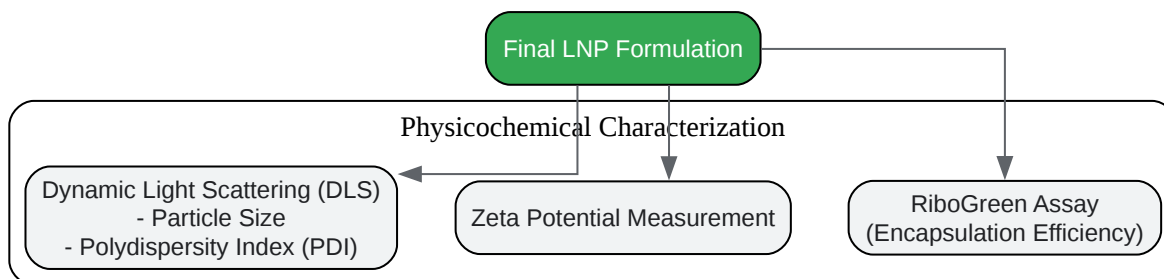 Final LNP Formulation
Physicochemical Characterization
Dynamic Light Scattering (DLS)
- Particle Size
- Polydispersity Index (PDI)
Zeta Potential Measurement
RiboGreen Assay
(Encapsulation Efficiency)